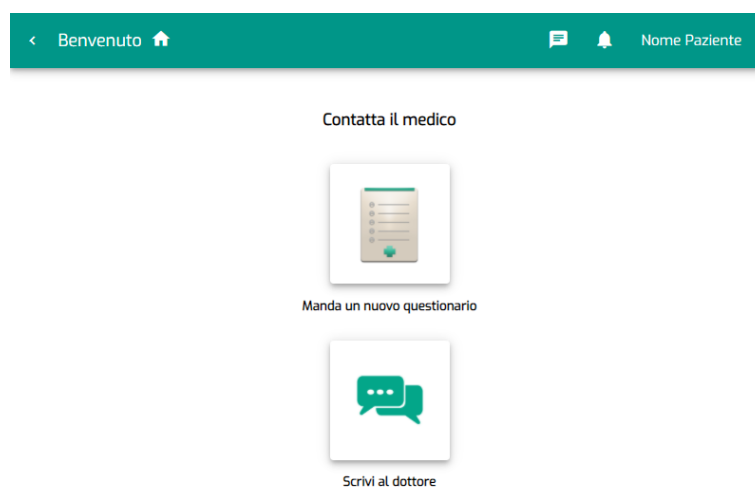 Benvenuto
Nome Paziente
Contatta il medico
Manda un nuovo questionario
Scrivi al dottore